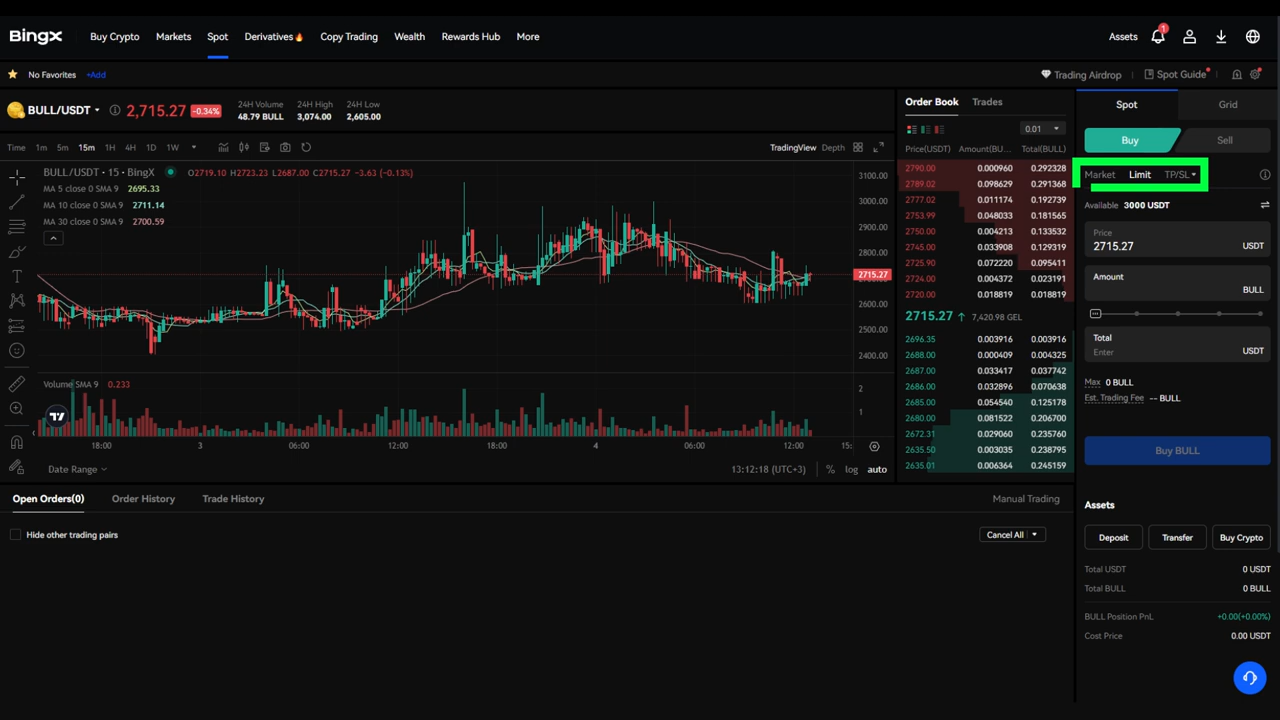 BingX Buy Crypto Markets Spot Derivatives🔥 Copy Trading Wealth Rewards Hub More Assets 1
No Favorites +Add Trading Airdrop Spot Guide
BULL/USDT 2,715.27 -0.34%
24H Volume 24H High 24H Low
48.79 BULL 3,074.00 2,605.00
Time 1m 5m 15m 1H 4H 1D 1W TradingView Depth
BULL/USDT · 15 · BingX O2719.10 H2723.23 L2687.00 C2715.27 −3.63 (−0.13%)
MA 5 close 0 SMA 9 2695.33
MA 10 close 0 SMA 9 2711.14
MA 30 close 0 SMA 9 2700.59
3100.00
3000.00
2900.00
2800.00
2715.27
2600.00
2500.00
2400.00
Volume SMA 9 0.233
2
1
18:00 3 06:00 12:00 18:00 4 06:00 12:00 15:
Date Range 13:12:18 (UTC+3) % log auto
Order Book Trades
0.01
Price(USDT) Amount(BU... Total(BULL)
2790.00 0.000960 0.292328
2789.02 0.098629 0.291368
2777.02 0.011174 0.192739
2753.99 0.048033 0.181565
2750.00 0.004213 0.133532
2745.00 0.033908 0.129319
2725.90 0.072220 0.095411
2724.00 0.004372 0.023191
2720.00 0.018819 0.018819
2715.27 ↑ 7,420.98 GEL
2696.35 0.003916 0.003916
2688.00 0.000409 0.004325
2687.00 0.033417 0.037742
2686.00 0.032896 0.070638
2685.00 0.054540 0.125178
2680.00 0.081522 0.206700
2672.31 0.029060 0.235760
2635.50 0.003035 0.238795
2635.01 0.006364 0.245159
Spot Grid
Buy Sell
Market Limit TP/SL
Available 3000 USDT
Price
2715.27 USDT
Amount
BULL
Total
Enter USDT
Max 0 BULL
Est. Trading Fee -- BULL
Buy BULL
Assets
Deposit Transfer Buy Crypto
Total USDT 0 USDT
Total BULL 0 BULL
BULL Position PnL +0.00(+0.00%)
Cost Price 0.00 USDT
Open Orders(0) Order History Trade History Manual Trading
Hide other trading pairs Cancel All